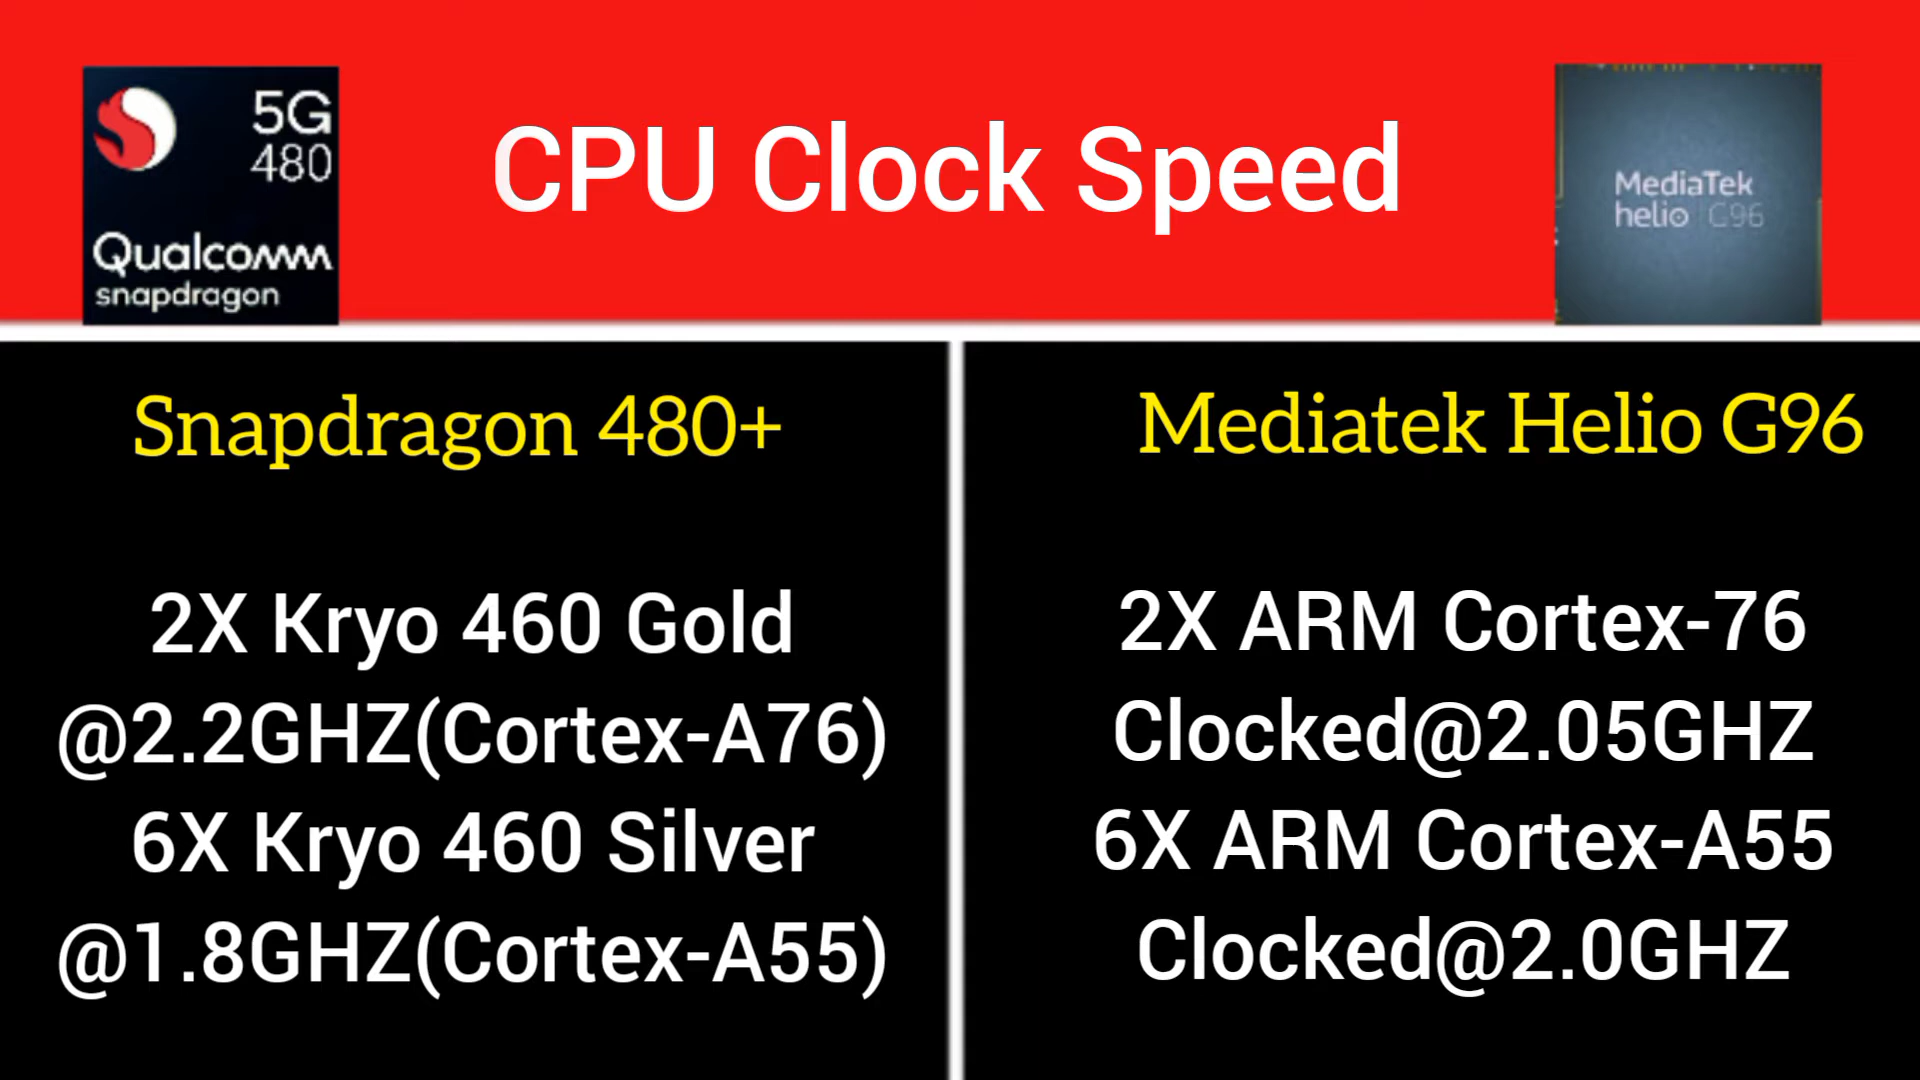 5G
480
Qualcomm
snapdragon
CPU Clock Speed
MediaTek
helio G96
Snapdragon 480+
2X Kryo 460 Gold
@2.2GHZ(Cortex-A76)
6X Kryo 460 Silver
@1.8GHZ(Cortex-A55)
Mediatek Helio G96
2X ARM Cortex-76
Clocked@2.05GHZ
6X ARM Cortex-A55
Clocked@2.0GHZ